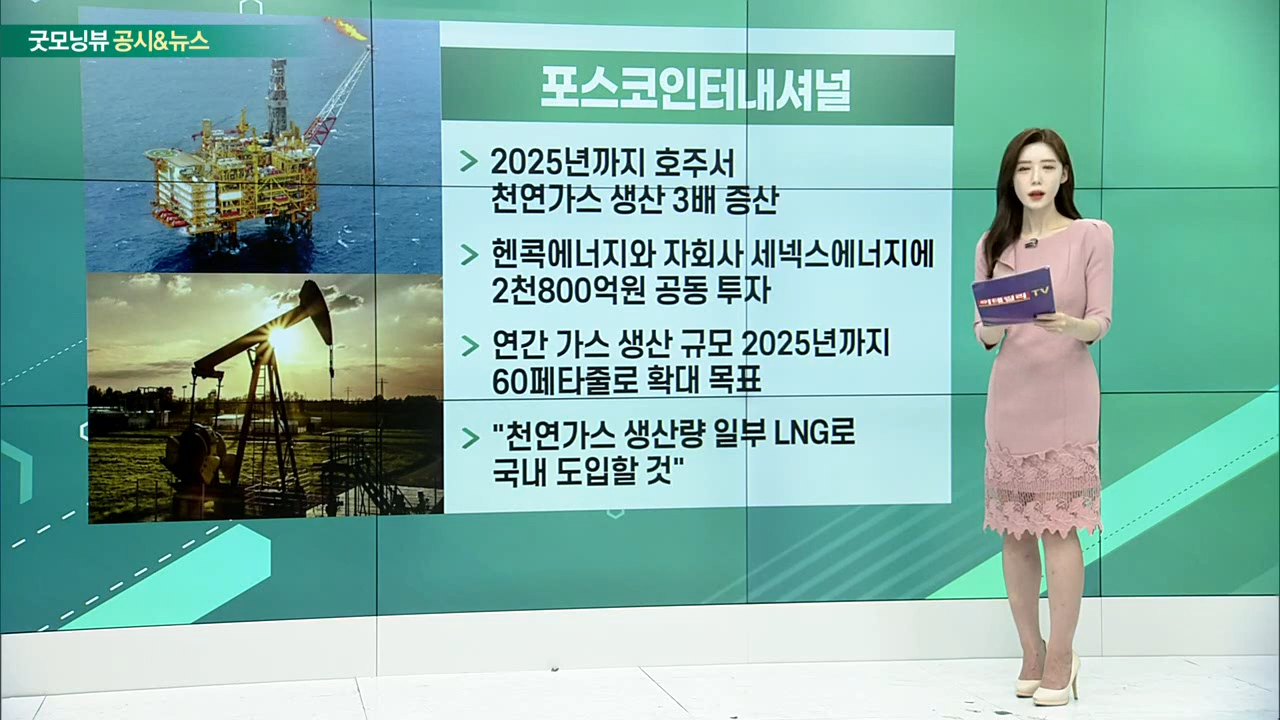 굿모닝뷰 공시&뉴스
포스코인터내셔널
2025년까지 호주서
천연가스 생산 3배 증산
헨콕에너지와 자회사 세넥스에너지에
2천800억원 공동 투자
연간 가스 생산 규모 2025년까지
60페타줄로 확대 목표
"천연가스 생산량 일부 LNG로
국내 도입할 것"
TV